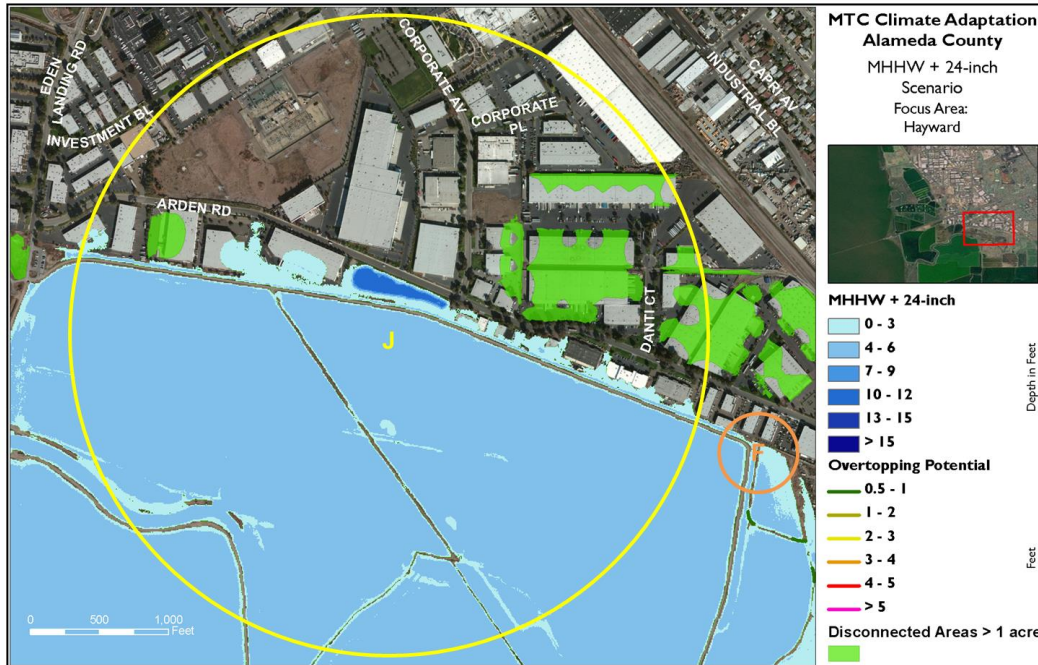 EDEN
LANDING RD
INVESTMENT BL
ARDEN RD
CORPORATE AV
CORPORATE
PL
INDUSTRIAL BL
CAPRI AV
DANTI CT
J
F
0 500 1,000
Feet
MTC Climate Adaptation
Alameda County
MHHW + 24-inch
Scenario
Focus Area:
Hayward
MHHW + 24-inch
0 - 3
4 - 6
7 - 9
10 - 12
13 - 15
> 15
Depth in Feet
Overtopping Potential
0.5 - 1
1 - 2
2 - 3
3 - 4
4 - 5
> 5
Feet
Disconnected Areas > 1 acre